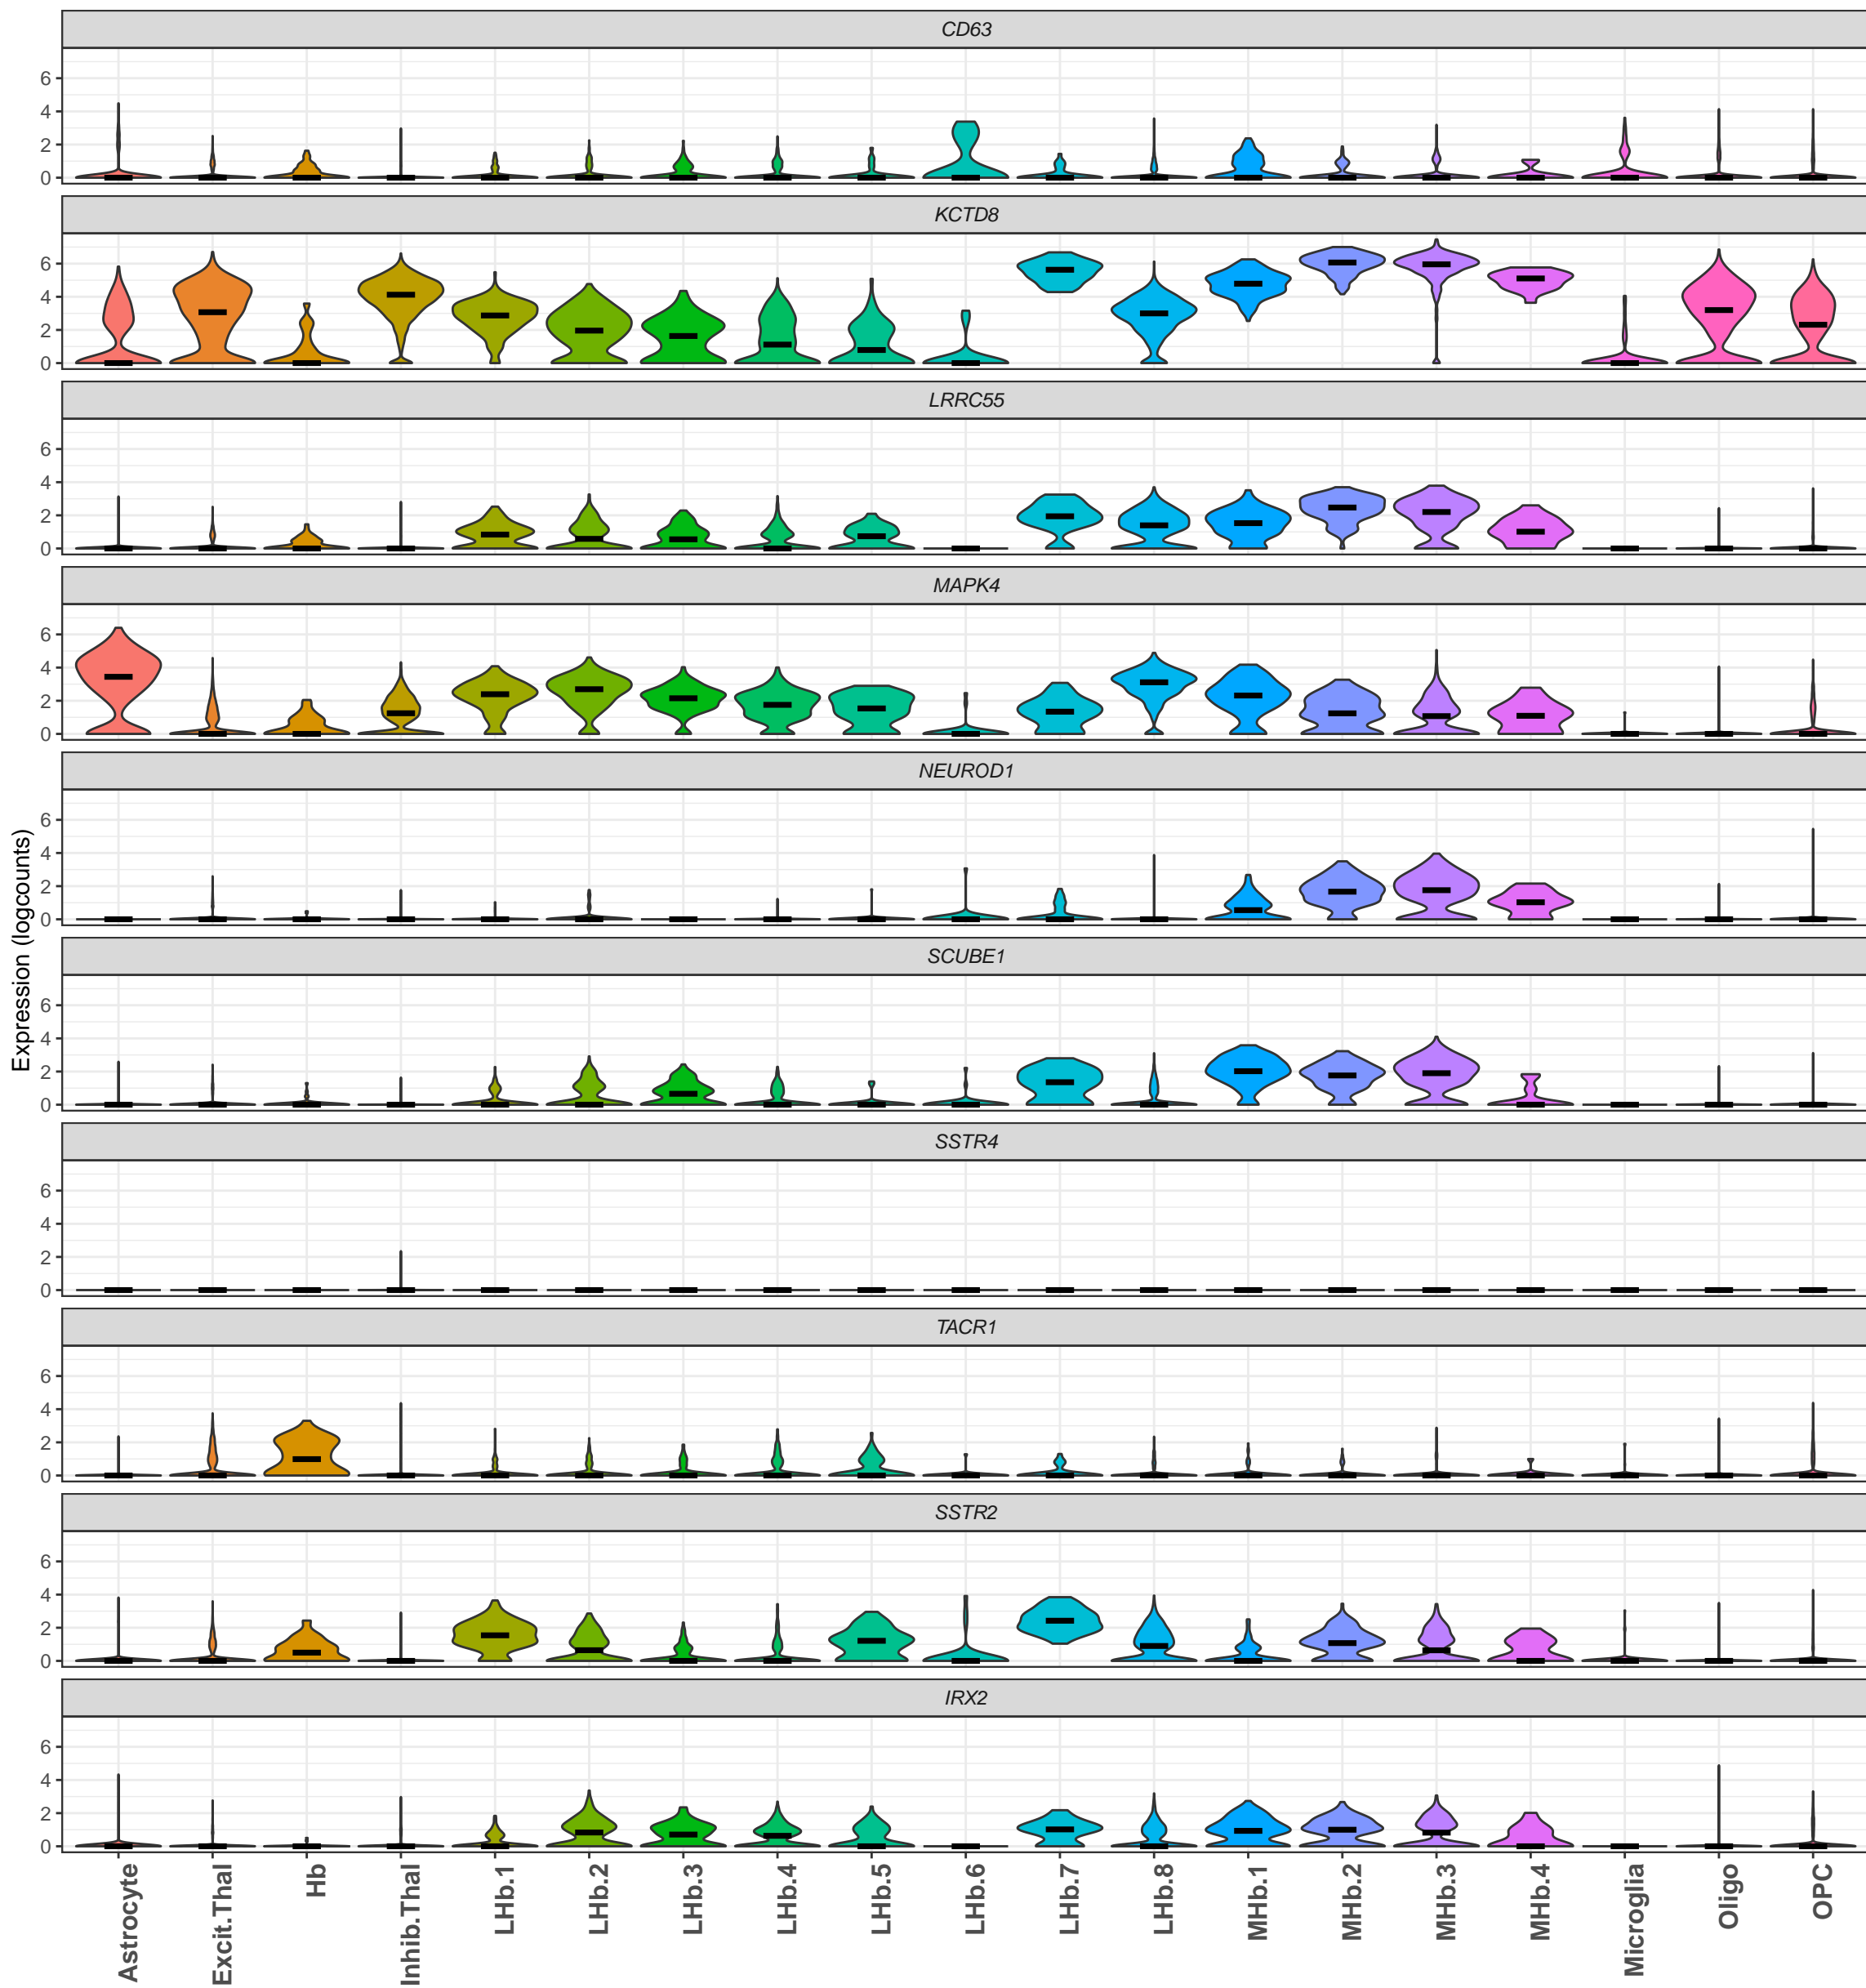 CD63
6
4
2
0
KCTD8
6
4
2
0
LRRC55
6
4
2
0
MAPK4
6
4
2
0
NEUROD1
6
4
2
0
Expression (logcounts)
SCUBE1
6
4
2
0
SSTR4
6
4
2
0
TACR1
6
4
2
0
SSTR2
6
4
2
0
IRX2
6
4
2
0
Astrocyte
Excit.Thal
Hb
Inhib.Thal
LHb.1
LHb.2
LHb.3
LHb.4
LHb.5
LHb.6
LHb.7
LHb.8
MHb.1
MHb.2
MHb.3
MHb.4
Microglia
Oligo
OPC